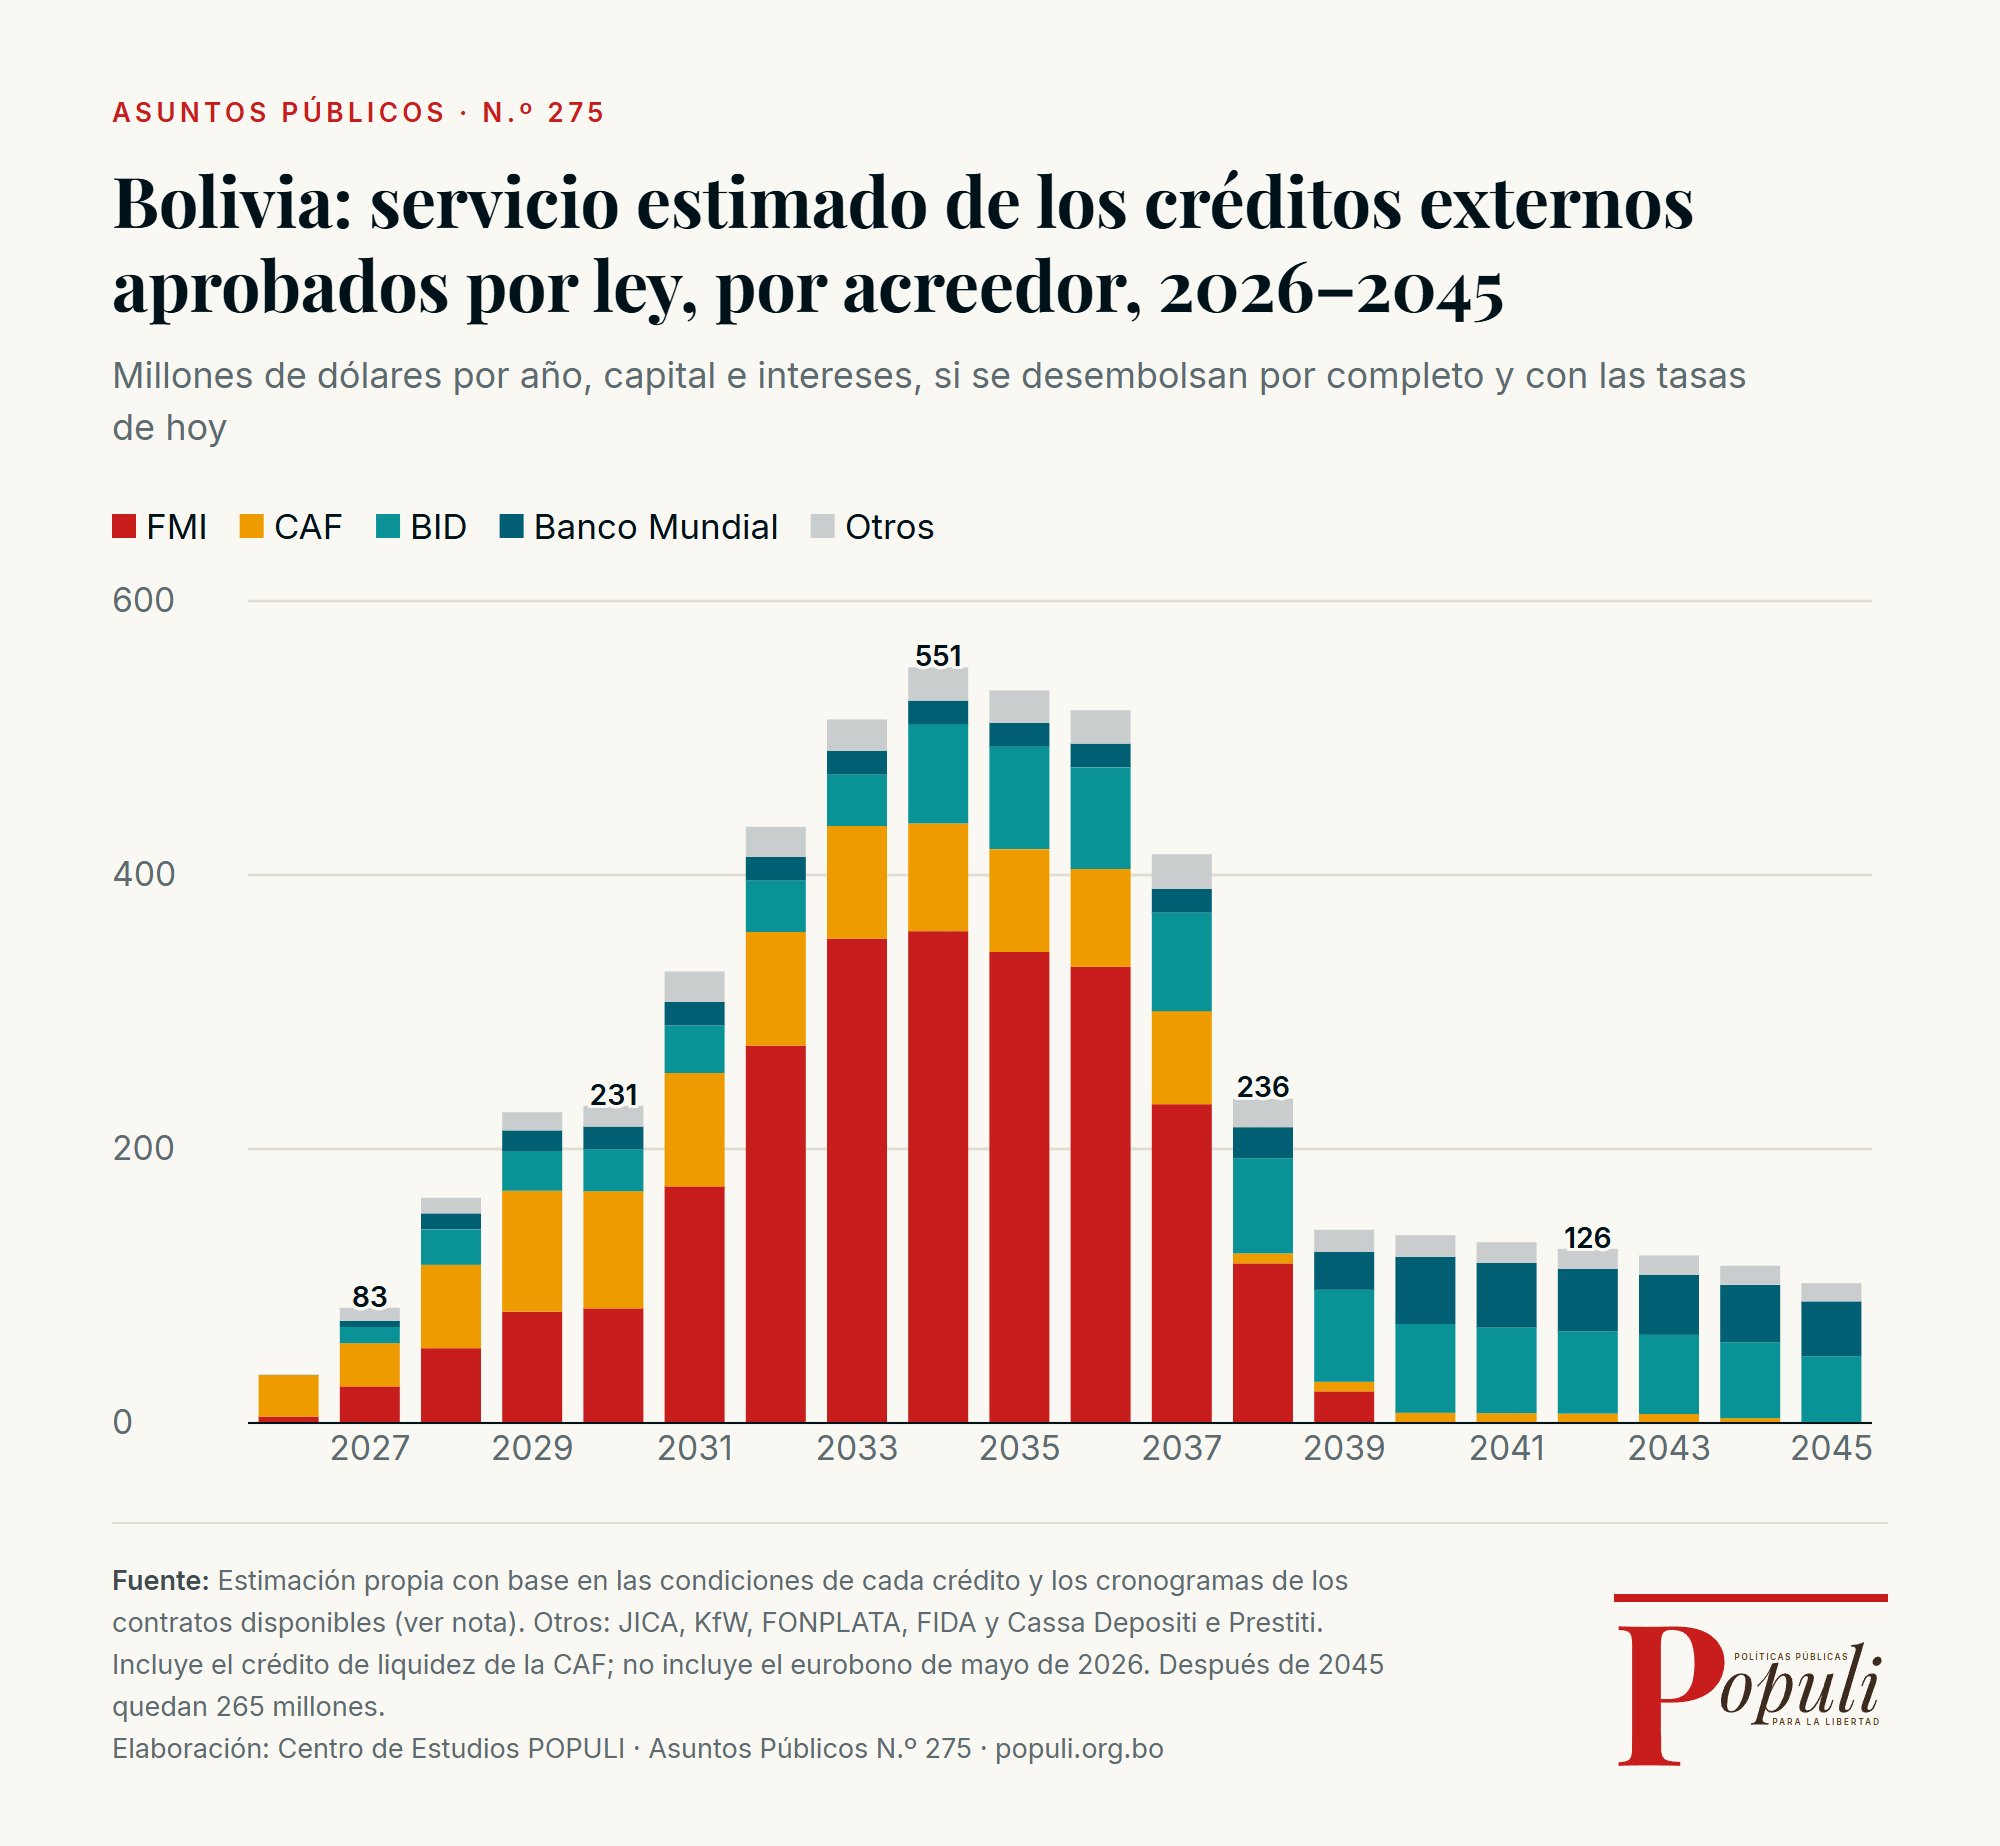 ASUNTOS PÚBLICOS · N.º 275
Bolivia: servicio estimado de los créditos externos
aprobados por ley, por acreedor, 2026–2045
Millones de dólares por año, capital e intereses, si se desembolsan por completo y con las tasas
de hoy
FMI CAF BID Banco Mundial Otros
600
551
400
236
231
200
126
83
0
2027 2029 2031 2033 2035 2037 2039 2041 2043 2045
Fuente: Estimación propia con base en las condiciones de cada crédito y los cronogramas de los
contratos disponibles (ver nota). Otros: JICA, KfW, FONPLATA, FIDA y Cassa Depositi e Prestiti.
Incluye el crédito de liquidez de la CAF; no incluye el eurobono de mayo de 2026. Después de 2045
quedan 265 millones.
Elaboración: Centro de Estudios POPULI · Asuntos Públicos N.º 275 · populi.org.bo
POLÍTICAS PÚBLICAS
Populi
PARA LA LIBERTAD